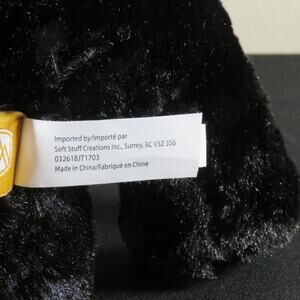 Imported by/Importé par
Soft Stuff Creations Inc., Surrey, BC V3Z 3S6
032618JT1703
Made in China/Fabriqué en Chine